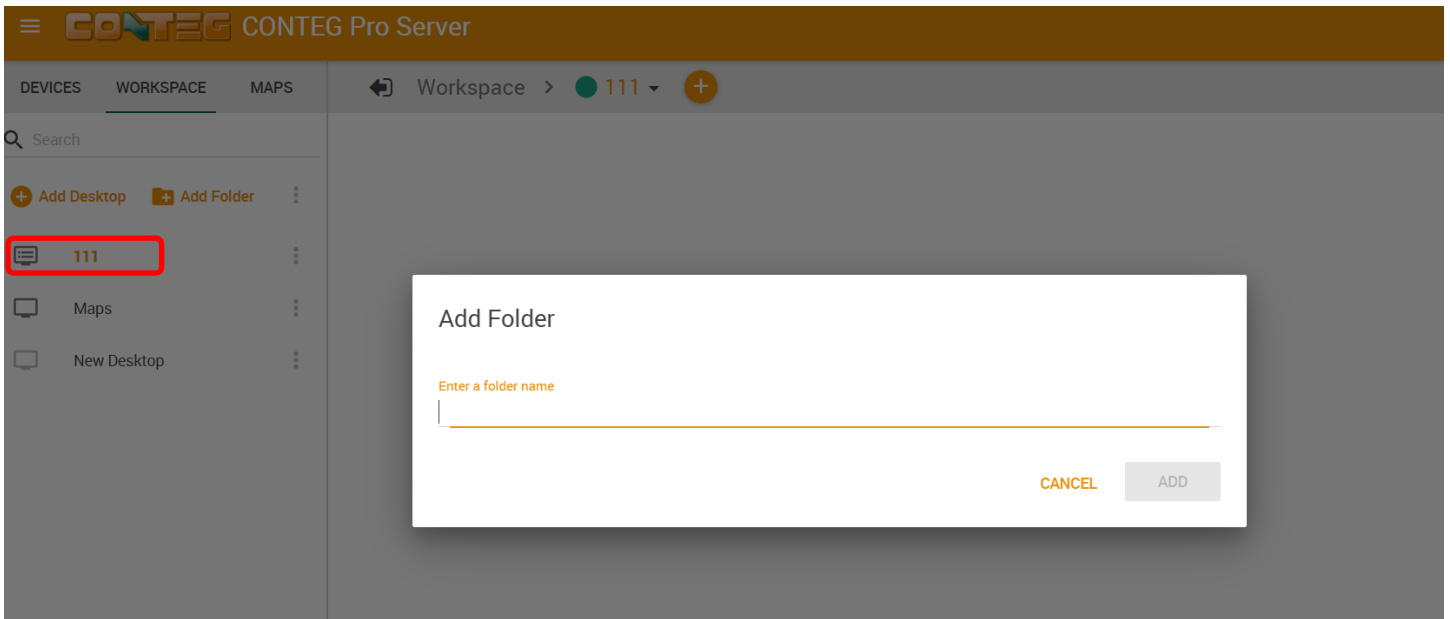 CONTEG CONTEG Pro Server
DEVICES WORKSPACE MAPS
Workspace > 111
Search
Add Desktop Add Folder
111
Maps
New Desktop
Add Folder
Enter a folder name
CANCEL ADD